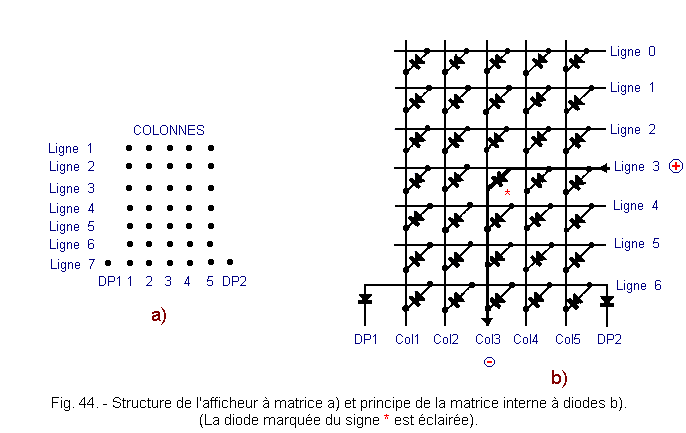 COLONNES
Ligne 1
Ligne 2
Ligne 3
Ligne 4
Ligne 5
Ligne 6
Ligne 7
DP1 1 2 3 4 5 DP2
a)
Ligne 0
Ligne 1
Ligne 2
Ligne 3 +
*
Ligne 4
Ligne 5
Ligne 6
DP1 Col1 Col2 Col3 Col4 Col5 DP2
-
b)
Fig. 44. - Structure de l'afficheur à matrice a) et principe de la matrice interne à diodes b).
(La diode marquée du signe * est éclairée).